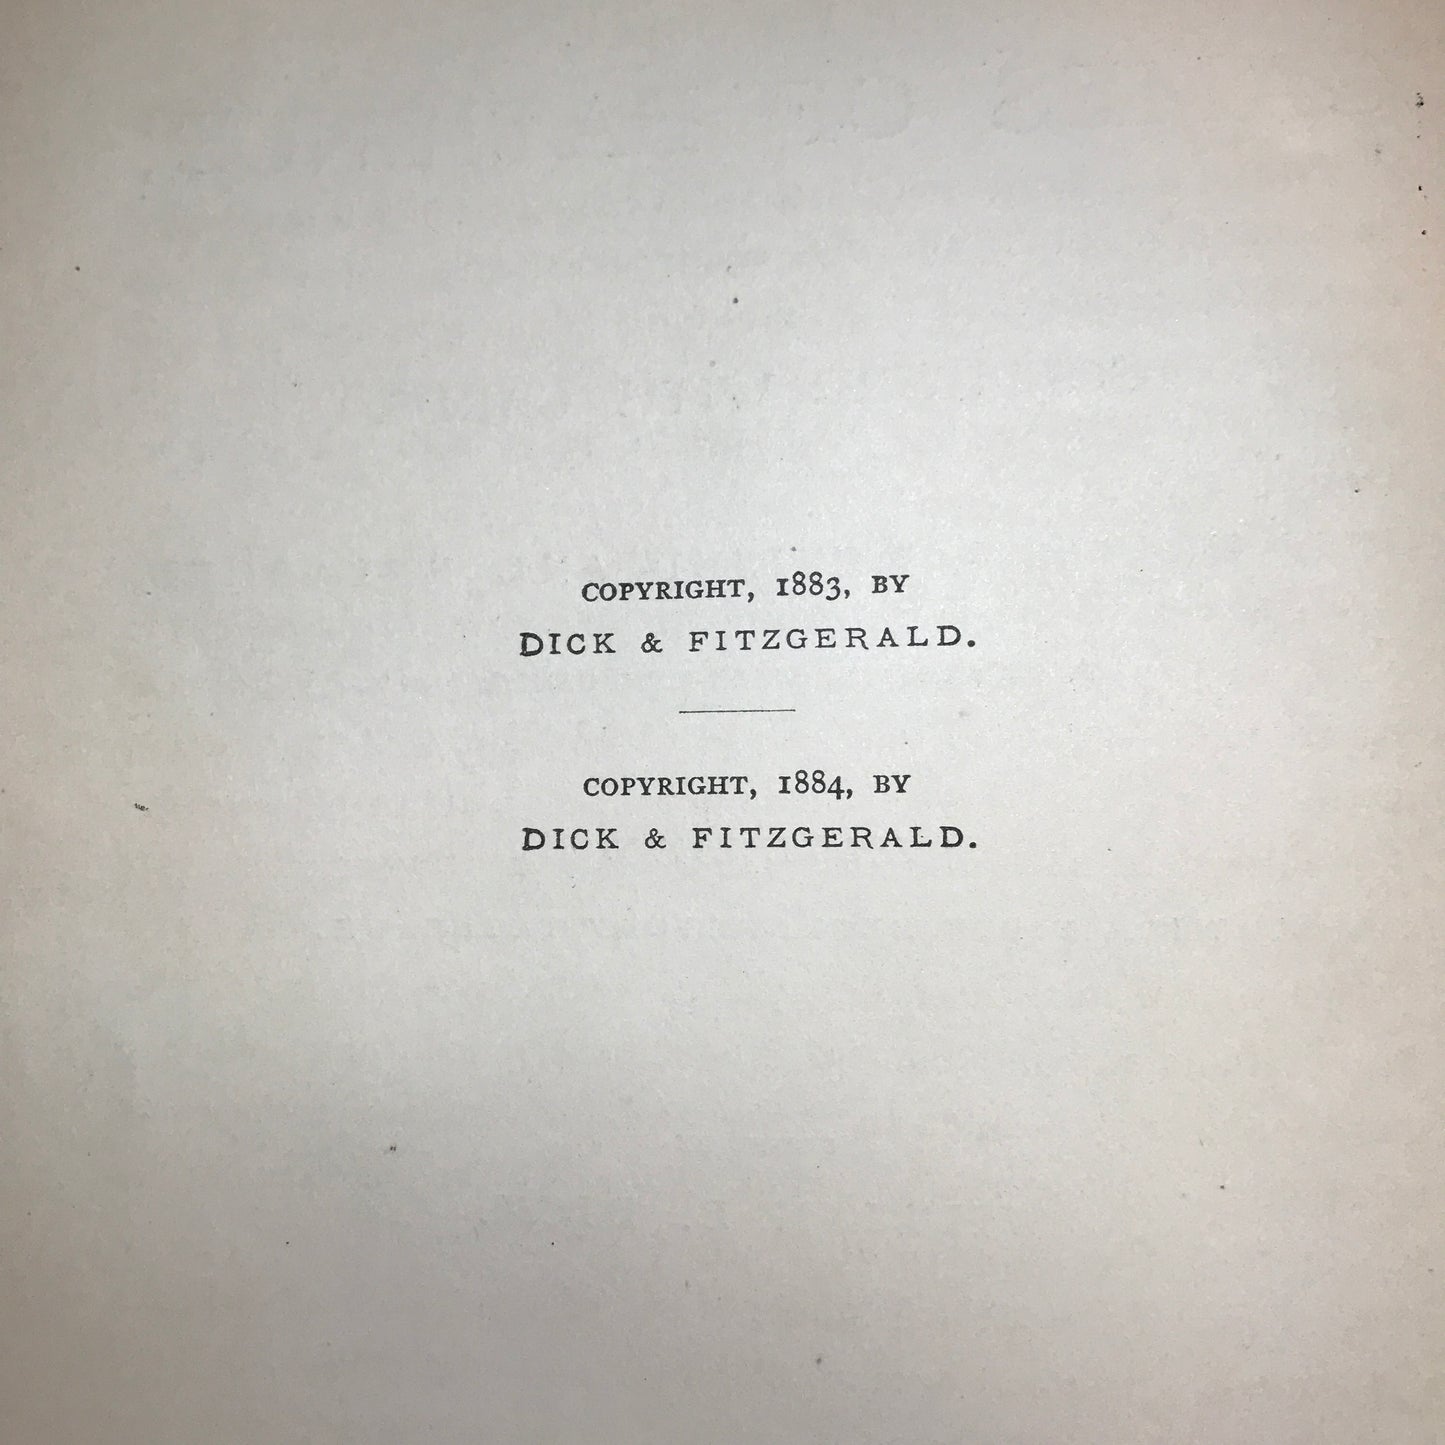 COPYRIGHT, 1883, BY
DICK & FITZGERALD.
COPYRIGHT, 1884, BY
DICK & FITZGERALD.